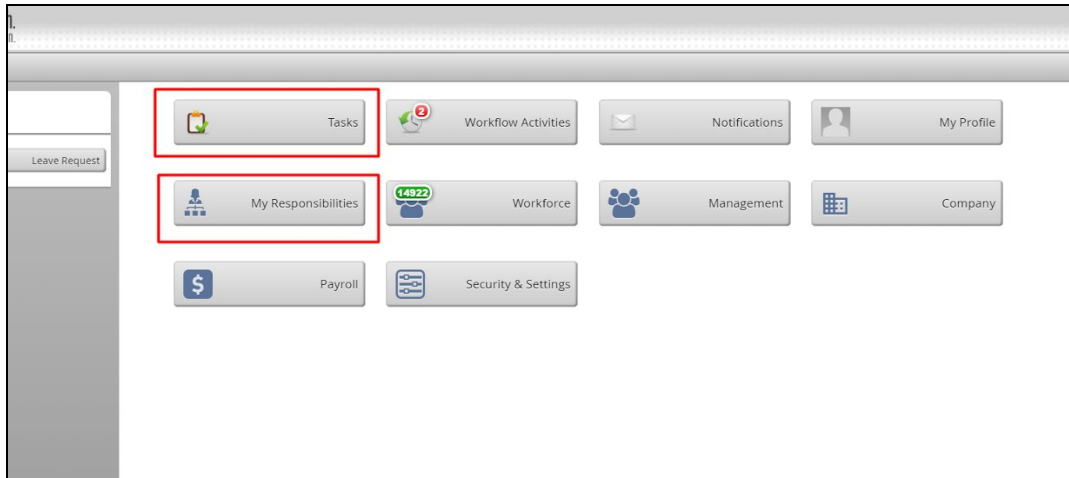 Tasks
2
Workflow Activities
Notifications
My Profile
Leave Request
My Responsibilities
14922
Workforce
Management
Company
$
Payroll
Security & Settings